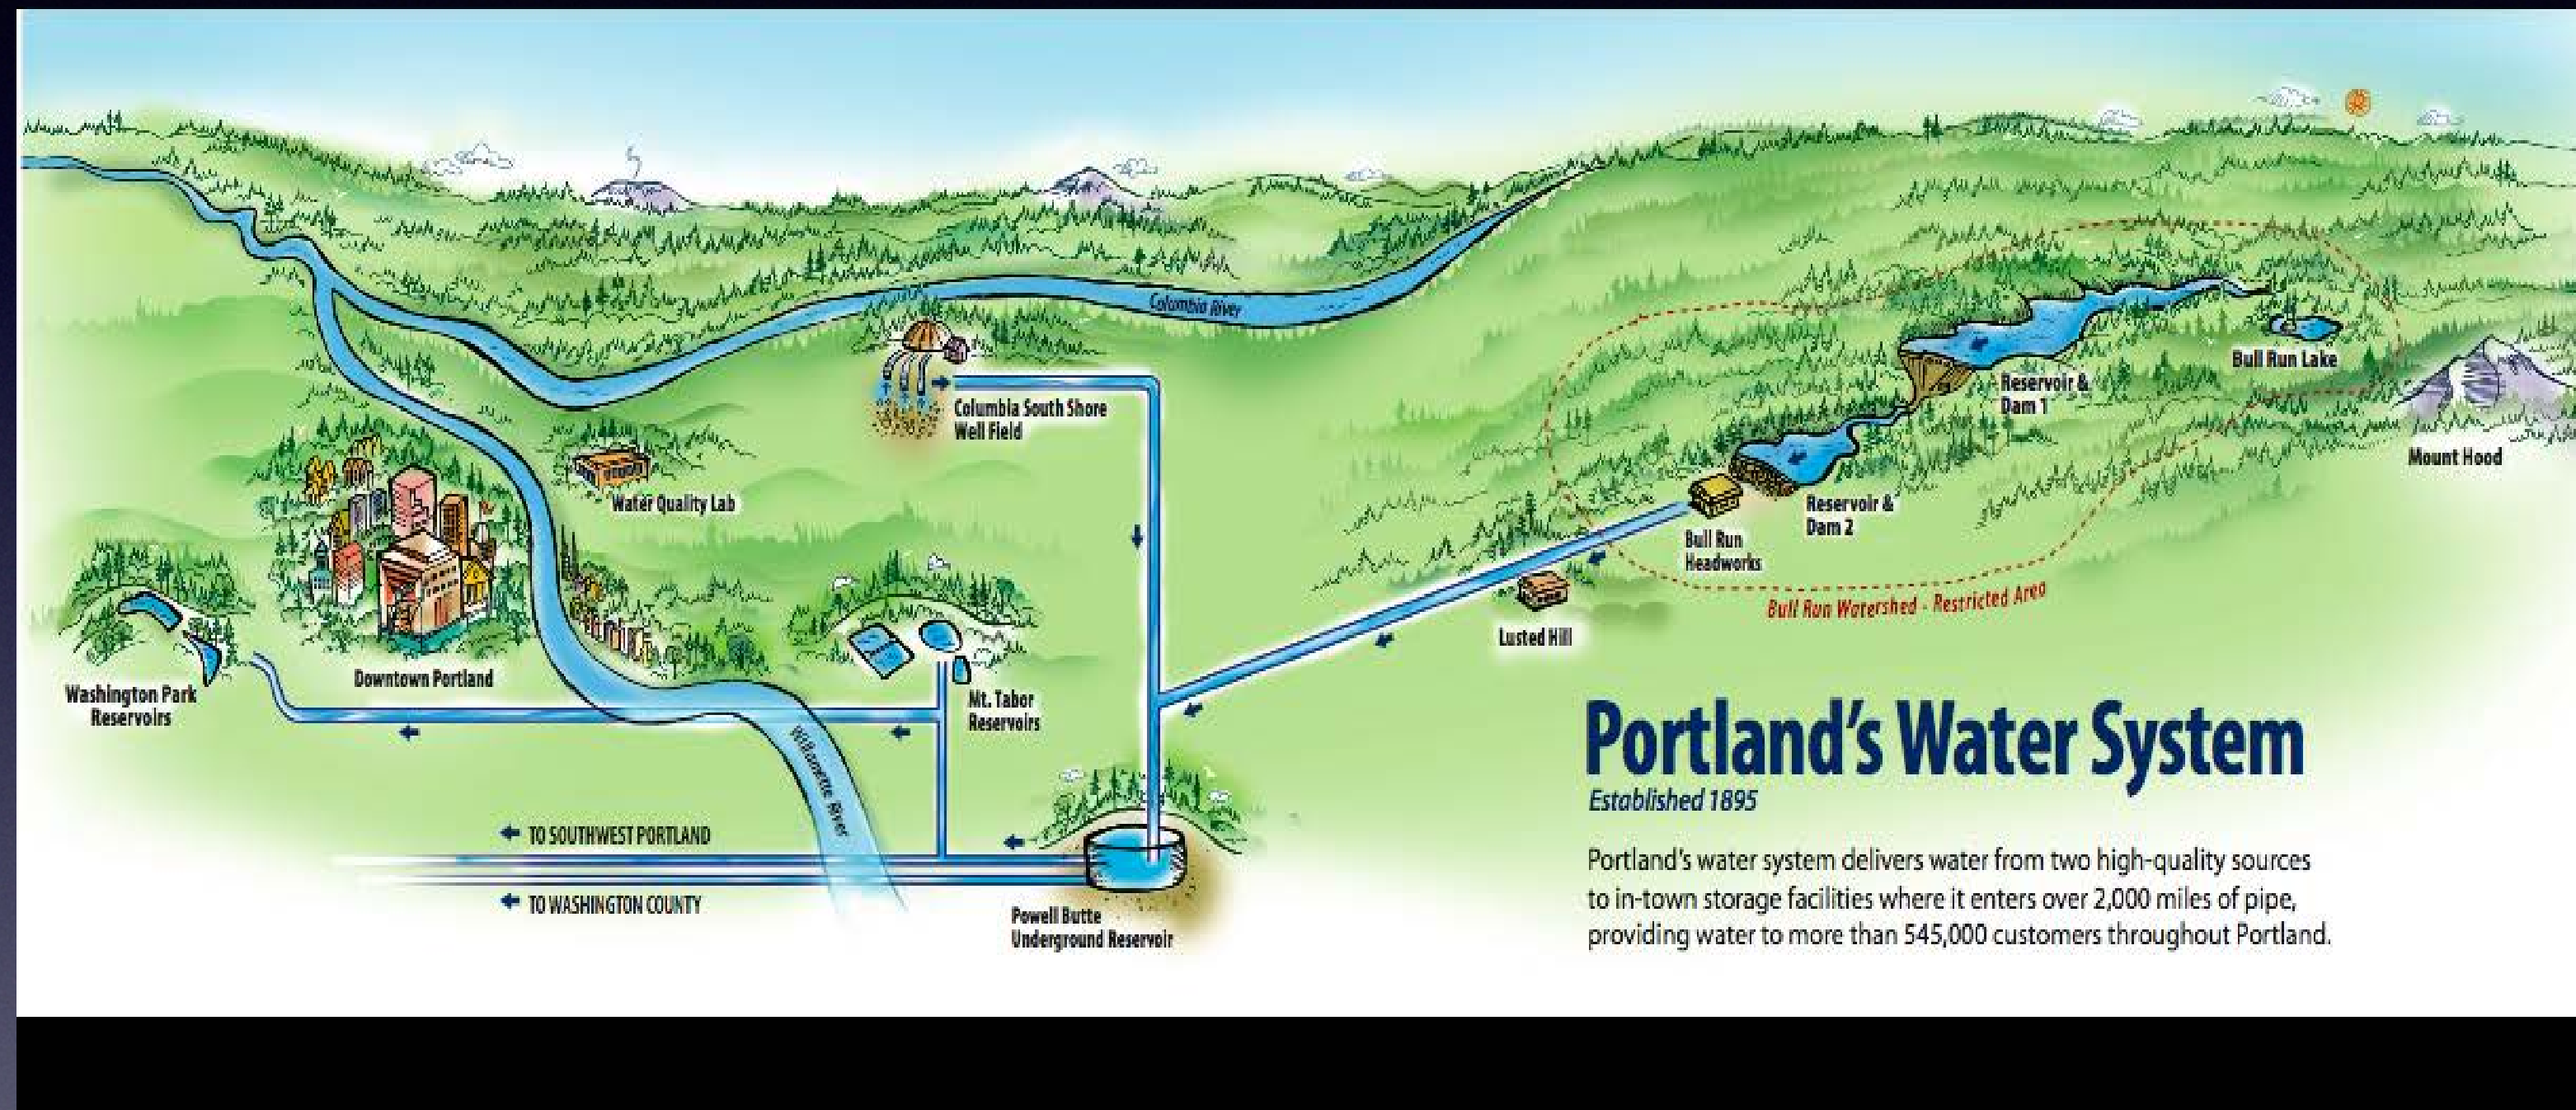 Columbia River
Columbia South Shore
Well Field
Water Quality Lab
Bull Run Lake
Reservoir &
Dam 1
Mount Hood
Reservoir &
Dam 2
Bull Run
Headworks
Bull Run Watershed - Restricted Area
Lusted Hill
Downtown Portland
Washington Park
Reservoirs
Mt. Tabor
Reservoirs
Willamette River
TO SOUTHWEST PORTLAND
TO WASHINGTON COUNTY
Powell Butte
Underground Reservoir
Portland's Water System
Established 1895
Portland's water system delivers water from two high-quality sources
to in-town storage facilities where it enters over 2,000 miles of pipe,
providing water to more than 545,000 customers throughout Portland.